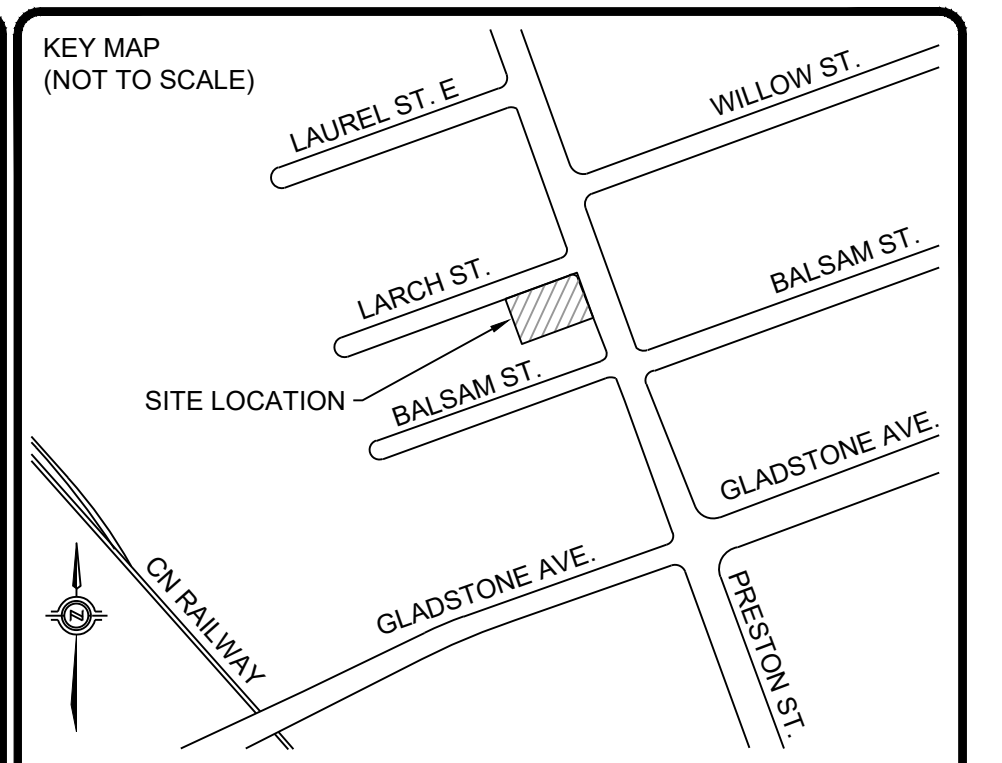 KEY MAP
(NOT TO SCALE)
LAUREL ST. E
WILLOW ST.
LARCH ST.
BALSAM ST.
SITE LOCATION
BALSAM ST.
GLADSTONE AVE.
CN RAILWAY
GLADSTONE AVE.
PRESTON ST.
N